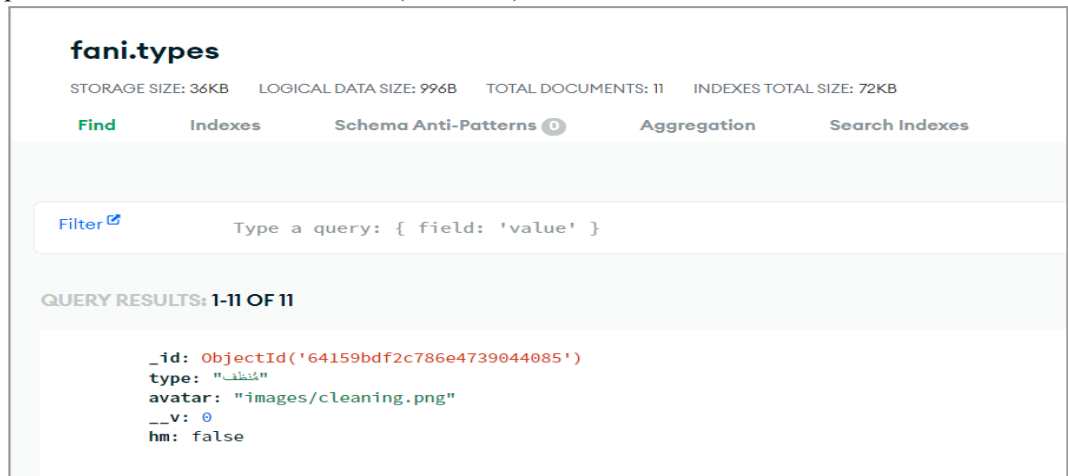 fani.types
STORAGE SIZE: 36KB LOGICAL DATA SIZE: 996B TOTAL DOCUMENTS: 11 INDEXES TOTAL SIZE: 72KB
Find Indexes Schema Anti-Patterns 0 Aggregation Search Indexes
Filter Type a query: { field: 'value' }
QUERY RESULTS: 1-11 OF 11
_id: ObjectId('64159bdf2c786e4739044085')
type: "مُنظف"
avatar: "images/cleaning.png"
__v: 0
hm: false